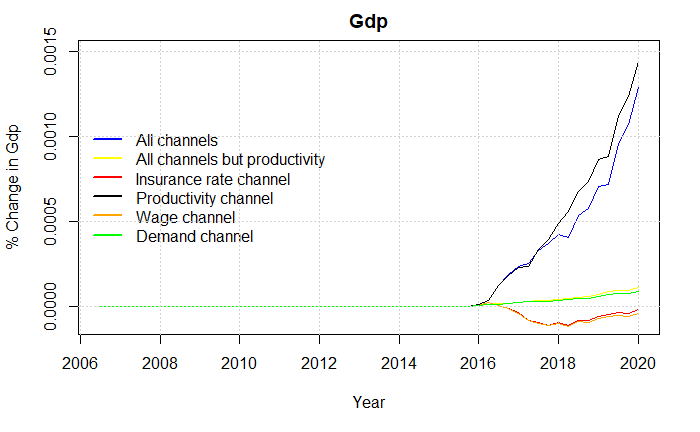 Gdp
% Change in Gdp
0.0015
0.0010
0.0005
0.0000
All channels
All channels but productivity
Insurance rate channel
Productivity channel
Wage channel
Demand channel
2006 2008 2010 2012 2014 2016 2018 2020
Year